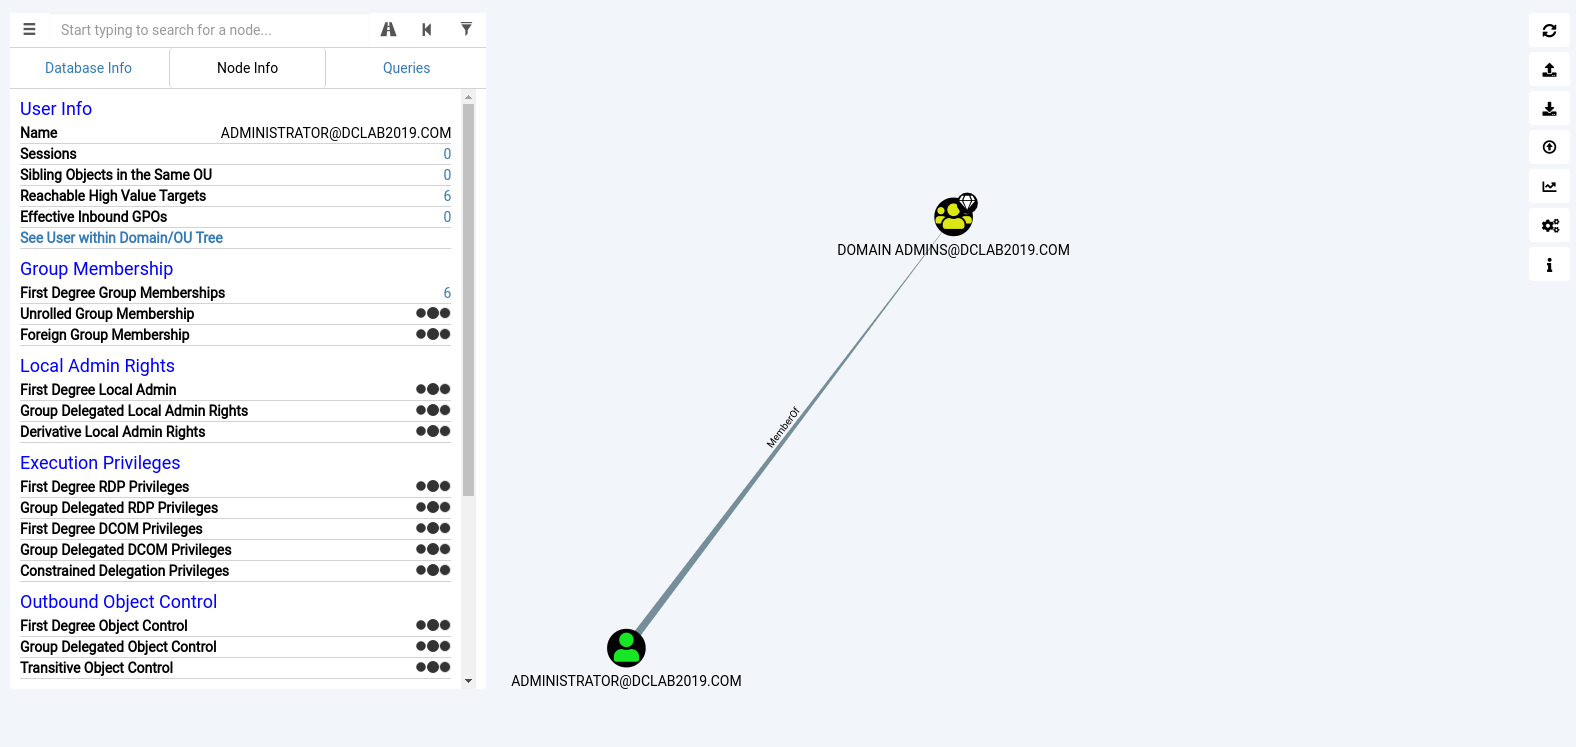 Start typing to search for a node...
Database Info
Node Info
Queries
User Info
Name ADMINISTRATOR@DCLAB2019.COM
Sessions 0
Sibling Objects in the Same OU 0
Reachable High Value Targets 6
Effective Inbound GPOs 0
See User within Domain/OU Tree
Group Membership
First Degree Group Memberships 6
Unrolled Group Membership
Foreign Group Membership
Local Admin Rights
First Degree Local Admin
Group Delegated Local Admin Rights
Derivative Local Admin Rights
Execution Privileges
First Degree RDP Privileges
Group Delegated RDP Privileges
First Degree DCOM Privileges
Group Delegated DCOM Privileges
Constrained Delegation Privileges
Outbound Object Control
First Degree Object Control
Group Delegated Object Control
Transitive Object Control
DOMAIN ADMINS@DCLAB2019.COM
MemberOf
ADMINISTRATOR@DCLAB2019.COM